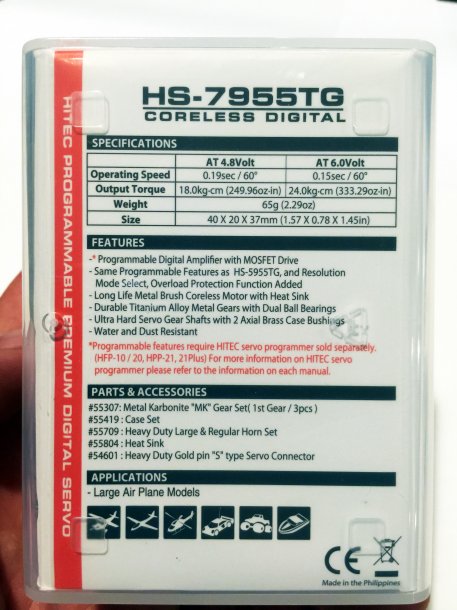 HITEC PROGRAMMABLE PREMIUM DIGITAL SERVO
HS-7955TG
CORELESS DIGITAL
SPECIFICATIONS
AT 4.8Volt AT 6.0Volt
Operating Speed 0.19sec / 60° 0.15sec / 60°
Output Torque 18.0kg-cm (249.96oz-in) 24.0kg-cm (333.29oz-in)
Weight 65g (2.29oz)
Size 40 X 20 X 37mm (1.57 X 0.78 X 1.45in)
FEATURES
-* Programmable Digital Amplifier with MOSFET Drive
- Same Programmable Features as HS-5955TG, and Resolution
Mode Select, Overload Protection Function Added
- Long Life Metal Brush Coreless Motor with Heat Sink
- Durable Titanium Alloy Metal Gears with Dual Ball Bearings
- Ultra Hard Servo Gear Shafts with 2 Axial Brass Case Bushings
- Water and Dust Resistant
*Programmable features require HITEC servo programmer sold separately.
(HFP-10 / 20, HPP-21, 21Plus) For more information on HITEC servo
programmer please refer to the information on each manual.
PARTS & ACCESSORIES
#55307: Metal Karbonite "MK" Gear Set( 1st Gear / 3pcs )
#55419 : Case Set
#55709 : Heavy Duty Large & Regular Horn Set
#55804 : Heat Sink
#54601 : Heavy Duty Gold pin "S" type Servo Connector
APPLICATIONS
- Large Air Plane Models
CE
Made in the Philippines